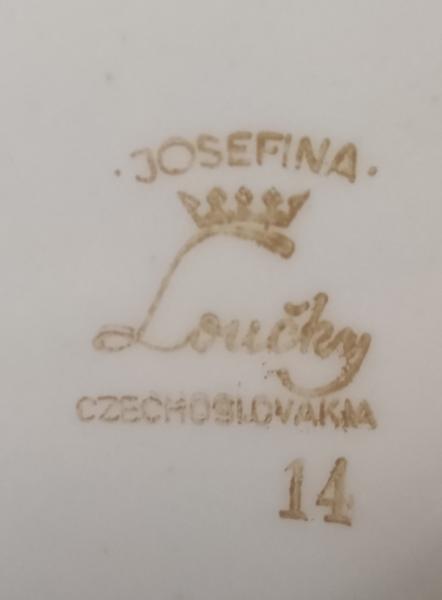 · JOSEFINA ·
Loučky
CZECHOSLOVAKIA
14